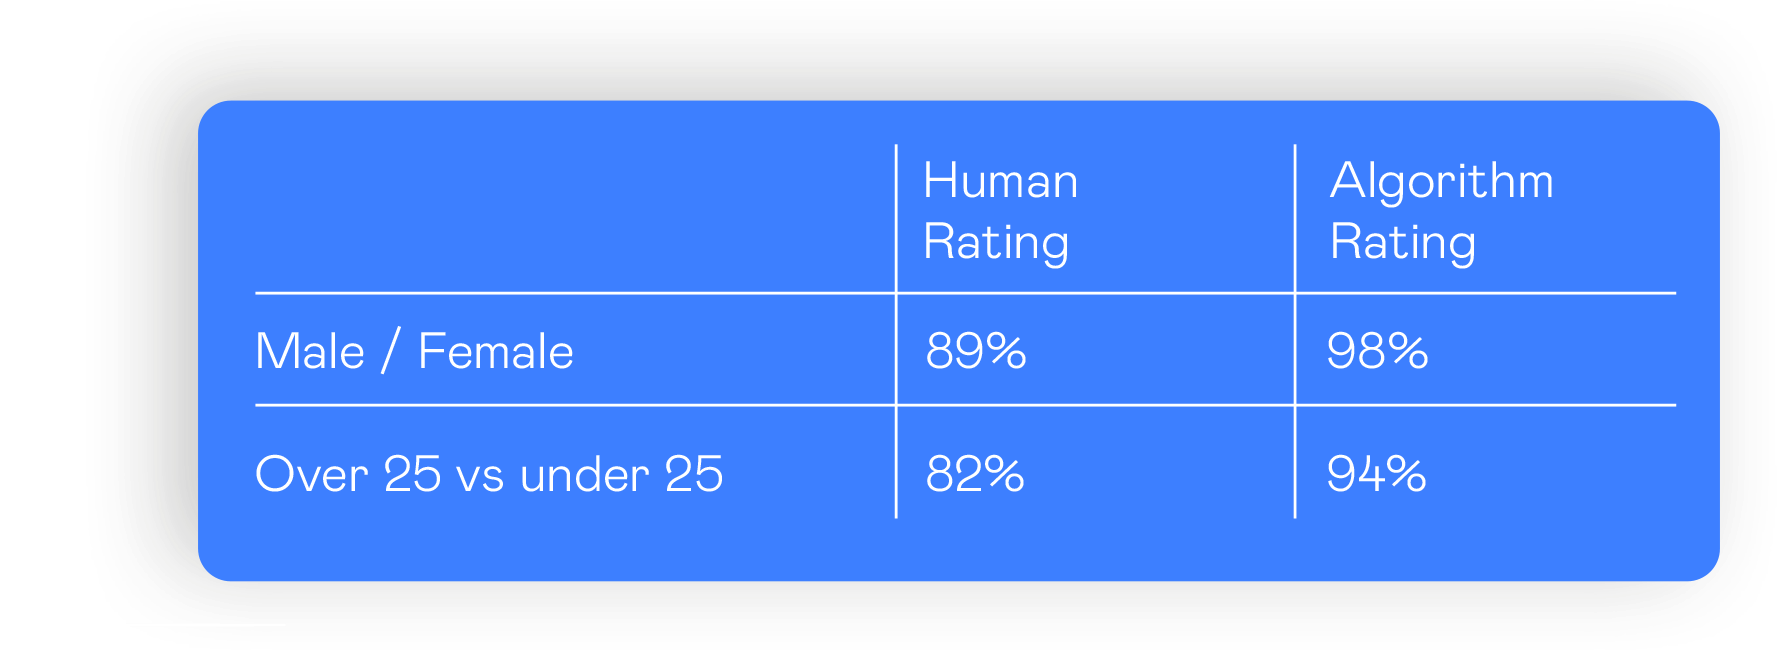 Human
Rating
Algorithm
Rating
Male / Female 89% 98%
Over 25 vs under 25 82% 94%